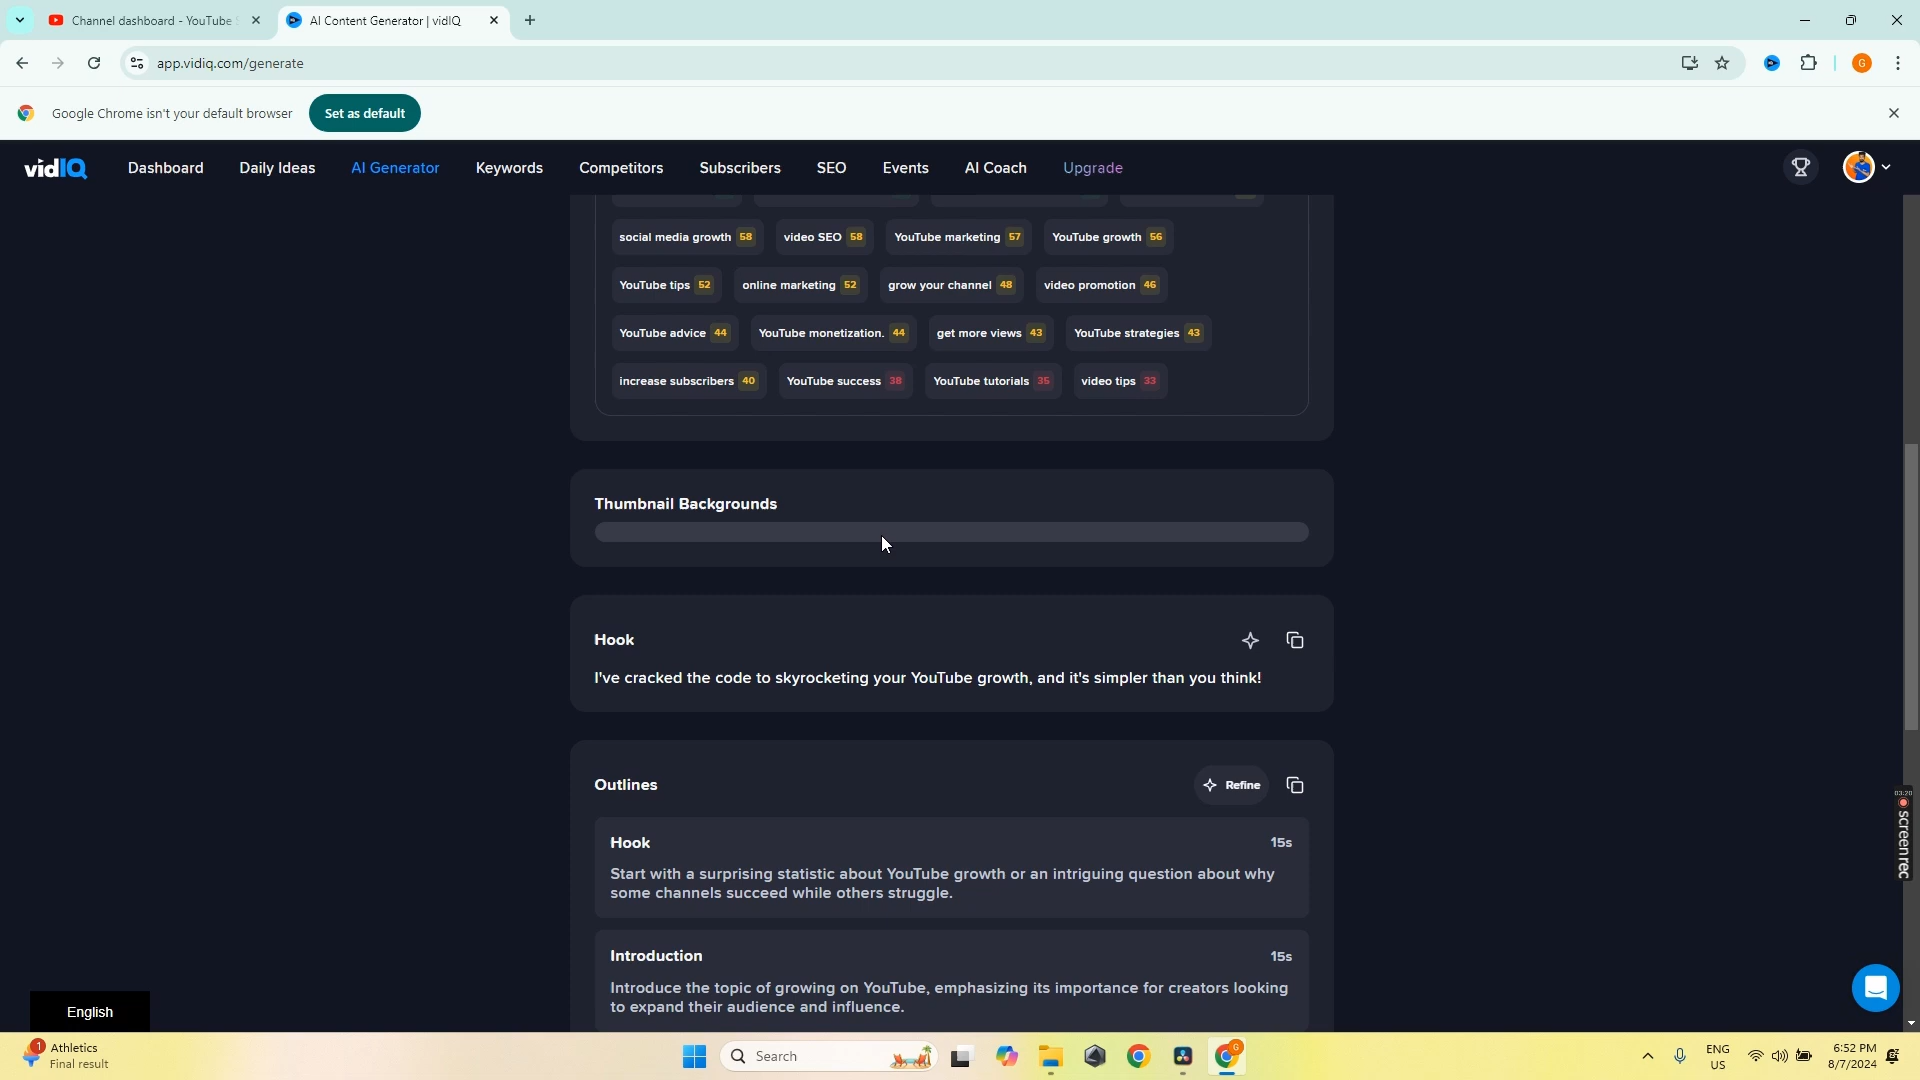 Channel dashboard - YouTube
AI Content Generator | vidIQ
app.vidiq.com/generate
G
Google Chrome isn't your default browser
Set as default
vidIQ
Dashboard
Daily Ideas
AI Generator
Keywords
Competitors
Subscribers
SEO
Events
AI Coach
Upgrade
social media growth 58
video SEO 58
YouTube marketing 57
YouTube growth 56
YouTube tips 52
online marketing 52
grow your channel 48
video promotion 46
YouTube advice 44
YouTube monetization. 44
get more views 43
YouTube strategies 43
increase subscribers 40
YouTube success 38
YouTube tutorials 35
video tips 33
Thumbnail Backgrounds
Hook
I've cracked the code to skyrocketing your YouTube growth, and it's simpler than you think!
Outlines
Refine
Hook
15s
Start with a surprising statistic about YouTube growth or an intriguing question about why
some channels succeed while others struggle.
Introduction
15s
Introduce the topic of growing on YouTube, emphasizing its importance for creators looking
to expand their audience and influence.
03:20
screenrec
English
1
Athletics
Final result
Search
G
ENG
US
6:52 PM
8/7/2024